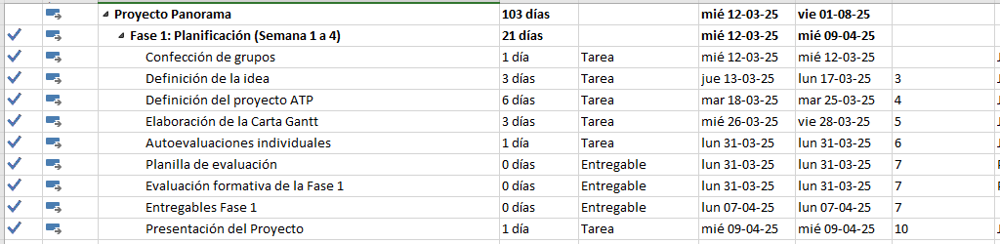 Proyecto Panorama 103 días mié 12-03-25 vie 01-08-25
Fase 1: Planificación (Semana 1 a 4) 21 días mié 12-03-25 mié 09-04-25
Confección de grupos 1 día Tarea mié 12-03-25 mié 12-03-25
Definición de la idea 3 días Tarea jue 13-03-25 lun 17-03-25 3
Definición del proyecto ATP 6 días Tarea mar 18-03-25 mar 25-03-25 4
Elaboración de la Carta Gantt 3 días Tarea mié 26-03-25 vie 28-03-25 5
Autoevaluaciones individuales 1 día Tarea lun 31-03-25 lun 31-03-25 6
Planilla de evaluación 0 días Entregable lun 31-03-25 lun 31-03-25 7
Evaluación formativa de la Fase 1 0 días Entregable lun 31-03-25 lun 31-03-25 7
Entregables Fase 1 0 días Entregable lun 07-04-25 lun 07-04-25 7
Presentación del Proyecto 1 día Tarea mié 09-04-25 mié 09-04-25 10